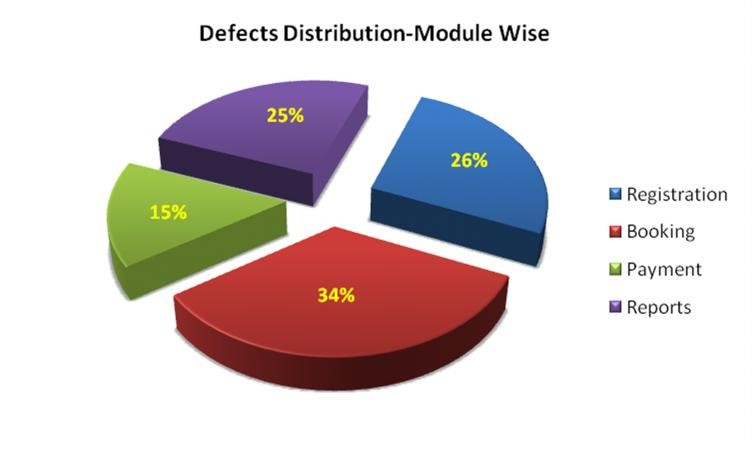 Defects Distribution-Module Wise
25%
26%
15%
34%
Registration
Booking
Payment
Reports